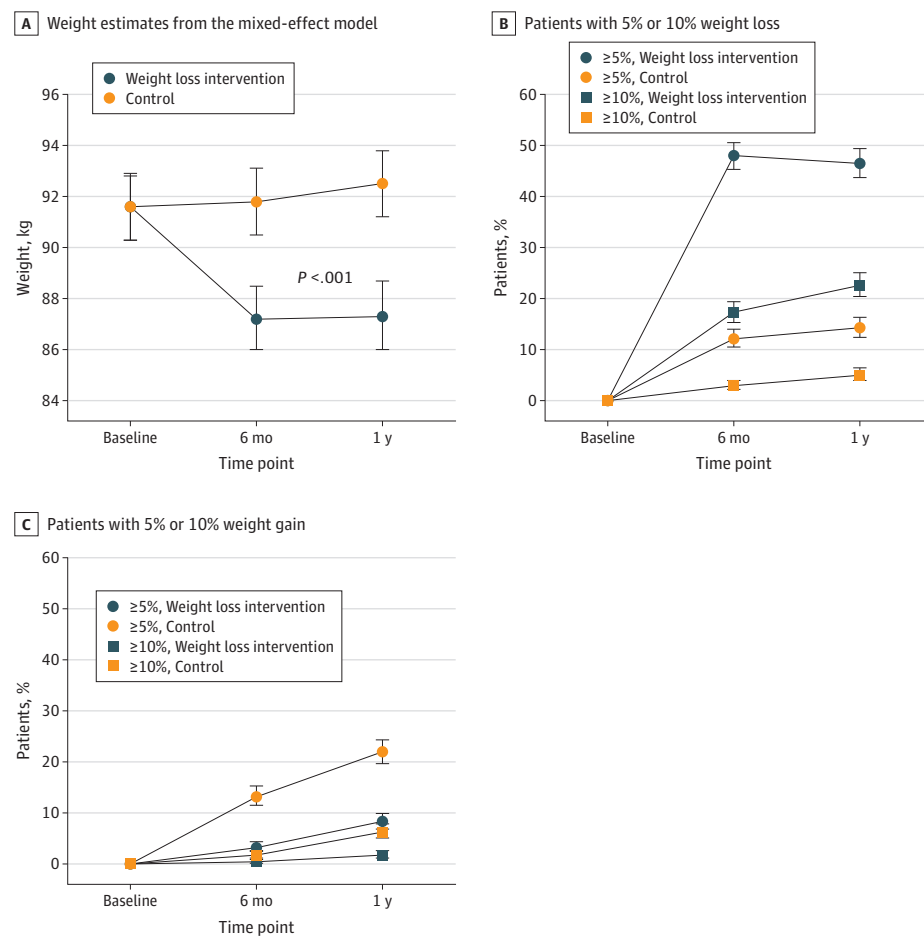 A Weight estimates from the mixed-effect model
Weight loss intervention
Control
96
94
92
90
88
86
84
Weight, kg
P <.001
Baseline 6 mo 1 y
Time point
B Patients with 5% or 10% weight loss
≥5%, Weight loss intervention
≥5%, Control
≥10%, Weight loss intervention
≥10%, Control
60
50
40
30
20
10
0
Patients, %
Baseline 6 mo 1 y
Time point
C Patients with 5% or 10% weight gain
60
50
40
30
20
10
0
Patients, %
≥5%, Weight loss intervention
≥5%, Control
≥10%, Weight loss intervention
≥10%, Control
Baseline 6 mo 1 y
Time point